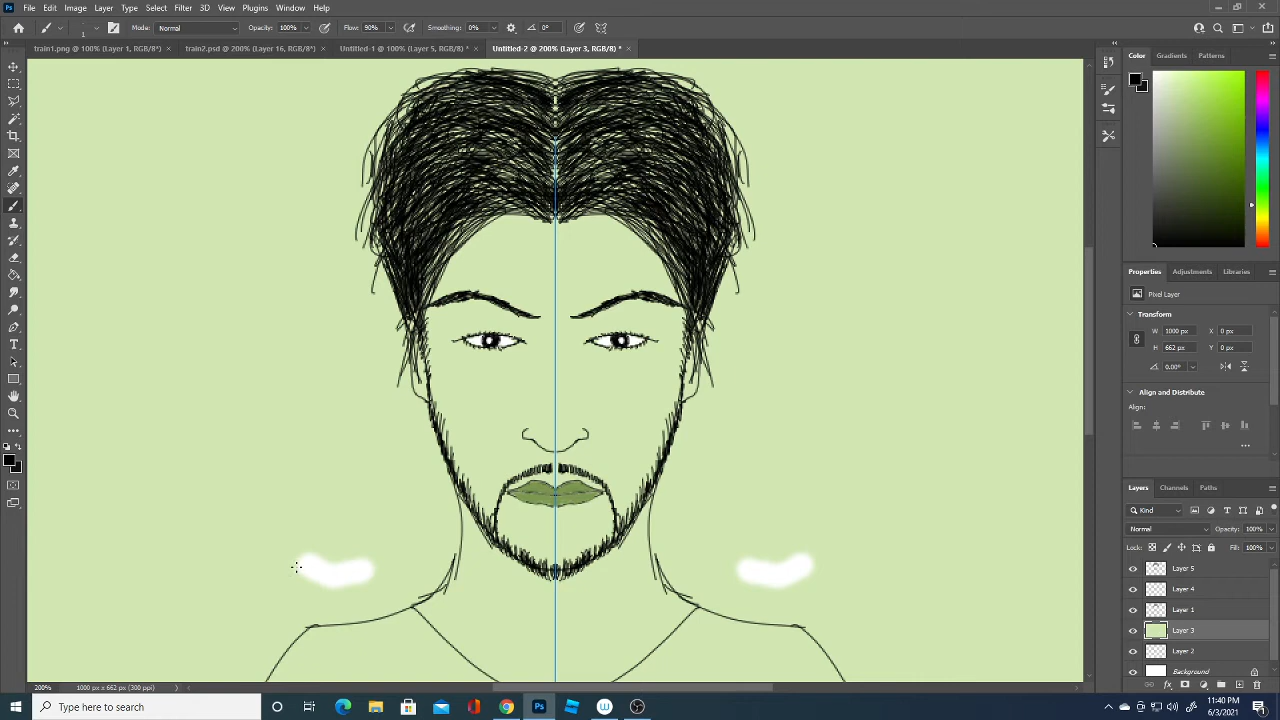 File Edit Image Layer Type Select Filter 3D View Plugins Window Help
Mode: Normal Opacity: 100% Flow: 90% Smoothing: 0% 0°
train1.png @ 100% (Layer 1, RGB/8*) × train2.psd @ 200% (Layer 16, RGB/8*) × Untitled-1 @ 100% (Layer 5, RGB/8) * × Untitled-2 @ 200% (Layer 3, RGB/8) * ×
Color Gradients Patterns
Properties Adjustments Libraries
Pixel Layer
Transform
W 1000 px X 0 px
H 662 px Y 0 px
0.00°
Align and Distribute
Align:
Layers Channels Paths
Kind
Normal Opacity: 100%
Lock: Fill: 100%
Layer 5
Layer 4
Layer 1
Layer 3
Layer 2
Background
200% 1000 px x 662 px (300 ppi)
Type here to search
11:40 PM
6/3/2021